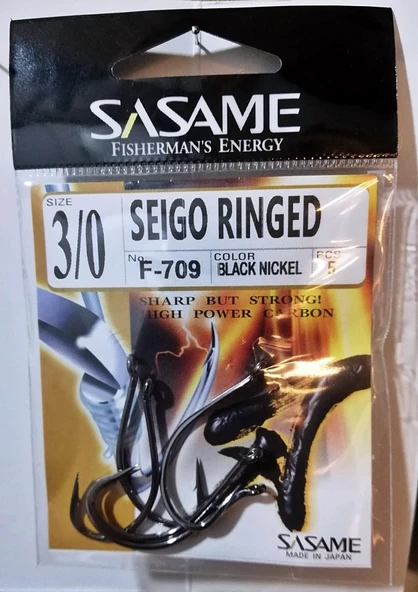 SASAME
FISHERMAN'S ENERGY
SIZE
3/0
SEIGO RINGED
No.
F-709
COLOR
BLACK NICKEL
PCS
5
SHARP BUT STRONG!
HIGH POWER CARBON
SASAME
MADE IN JAPAN